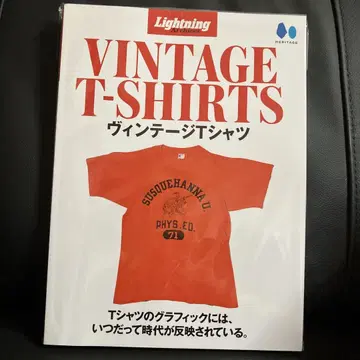 Lightning
Archives
HERITAGE
VINTAGE
T-SHIRTS
ヴィンテージTシャツ
SUSQUEHANNA U.
PHYS. ED.
71
Tシャツのグラフィックには、
いつだって時代が反映されている。